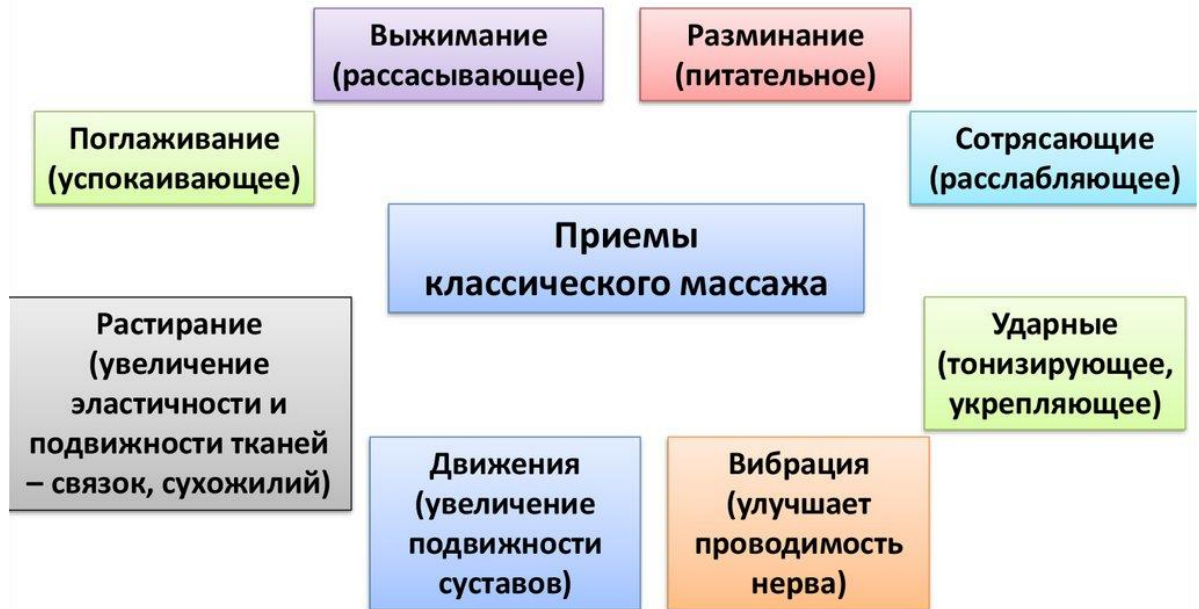 Выжимание
(рассасывающее)
Разминание
(питательное)
Поглаживание
(успокаивающее)
Сотрясающие
(расслабляющее)
Приемы
классического массажа
Растирание
(увеличение
эластичности и
подвижности тканей
– связок, сухожилий)
Ударные
(тонизирующее,
укрепляющее)
Движения
(увеличение
подвижности
суставов)
Вибрация
(улучшает
проводимость
нерва)